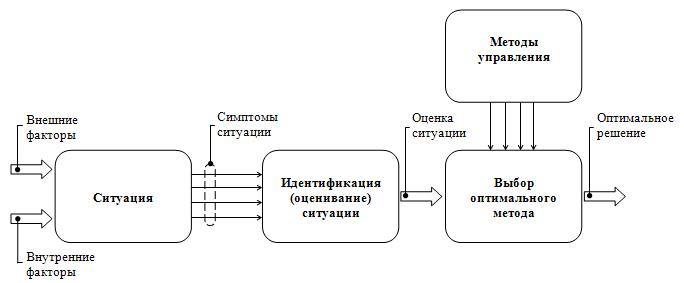 Методы
управления
Внешние
факторы
Симптомы
ситуации
Оценка
ситуации
Оптимальное
решение
Ситуация
Идентификация
(оценивание)
ситуации
Выбор
оптимального
метода
Внутренние
факторы